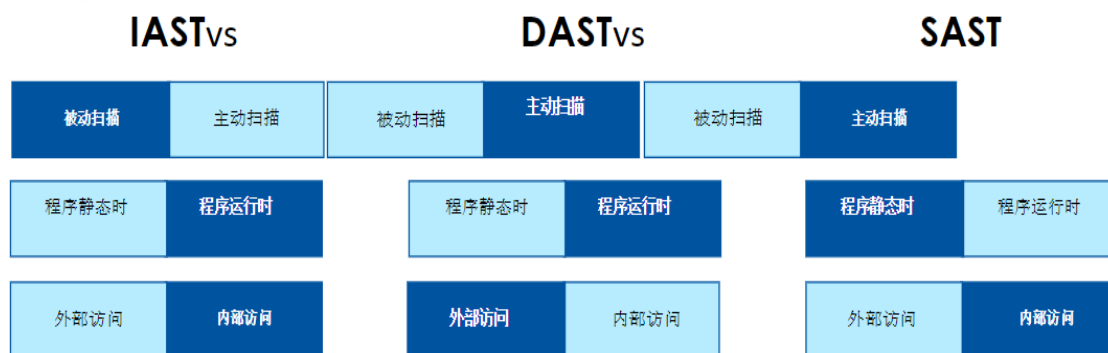 IASTvs DASTvs SAST
被动扫描 主动扫描 被动扫描 主动扫描 被动扫描 主动扫描
程序静态时 程序运行时 程序静态时 程序运行时 程序静态时 程序运行时
外部访问 内部访问 外部访问 内部访问 外部访问 内部访问